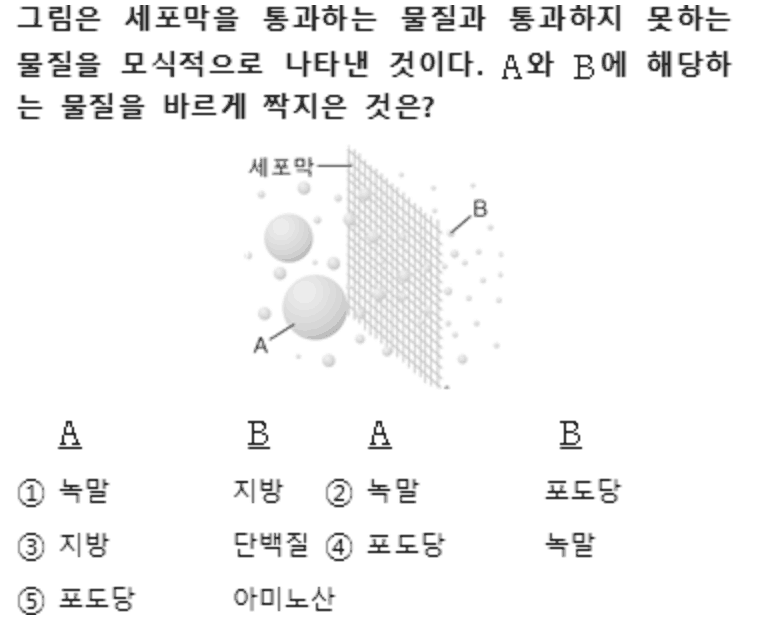 그림은 세포막을 통과하는 물질과 통과하지 못하는
물질을 모식적으로 나타낸 것이다. A와 B에 해당하
는 물질을 바르게 짝지은 것은?
세포막
B
A
A B A B
① 녹말 지방 ② 녹말 포도당
③ 지방 단백질 ④ 포도당 녹말
⑤ 포도당 아미노산